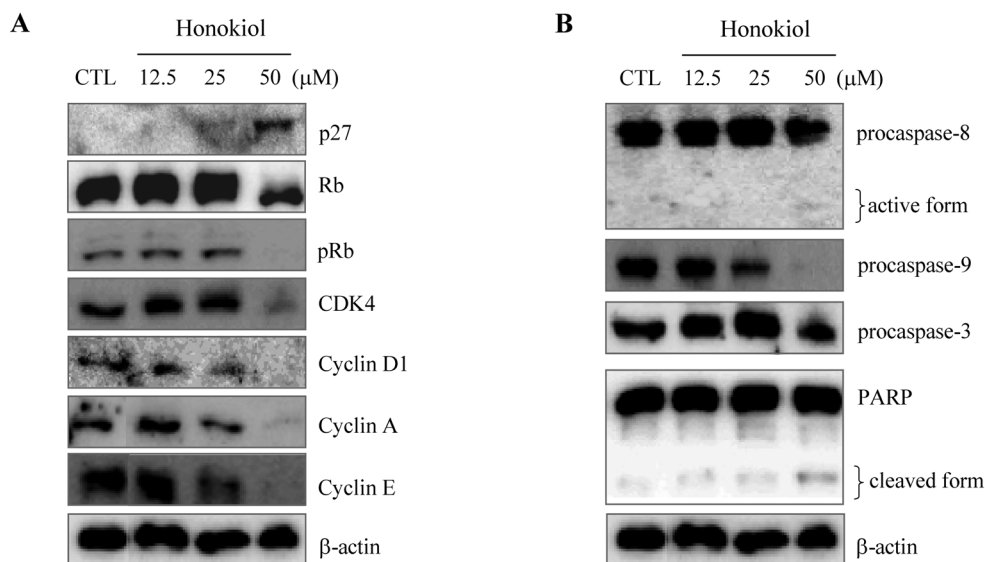 A
Honokiol
CTL 12.5 25 50 (μM)
p27
Rb
pRb
CDK4
Cyclin D1
Cyclin A
Cyclin E
β-actin
B
Honokiol
CTL 12.5 25 50 (μM)
procaspase-8
active form
procaspase-9
procaspase-3
PARP
cleaved form
β-actin